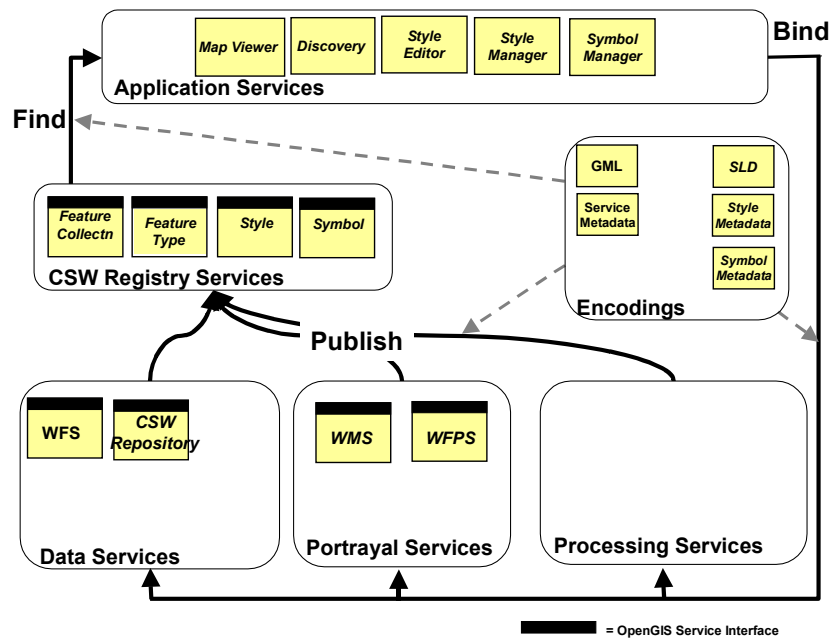 Map Viewer
Discovery
Style
Editor
Style
Manager
Symbol
Manager
Application Services
Bind
Find
GML
SLD
Service
Metadata
Style
Metadata
Symbol
Metadata
Encodings
Feature
Collectn
Feature
Type
Style
Symbol
CSW Registry Services
Publish
WFS
CSW
Repository
Data Services
WMS
WFPS
Portrayal Services
Processing Services
= OpenGIS Service Interface